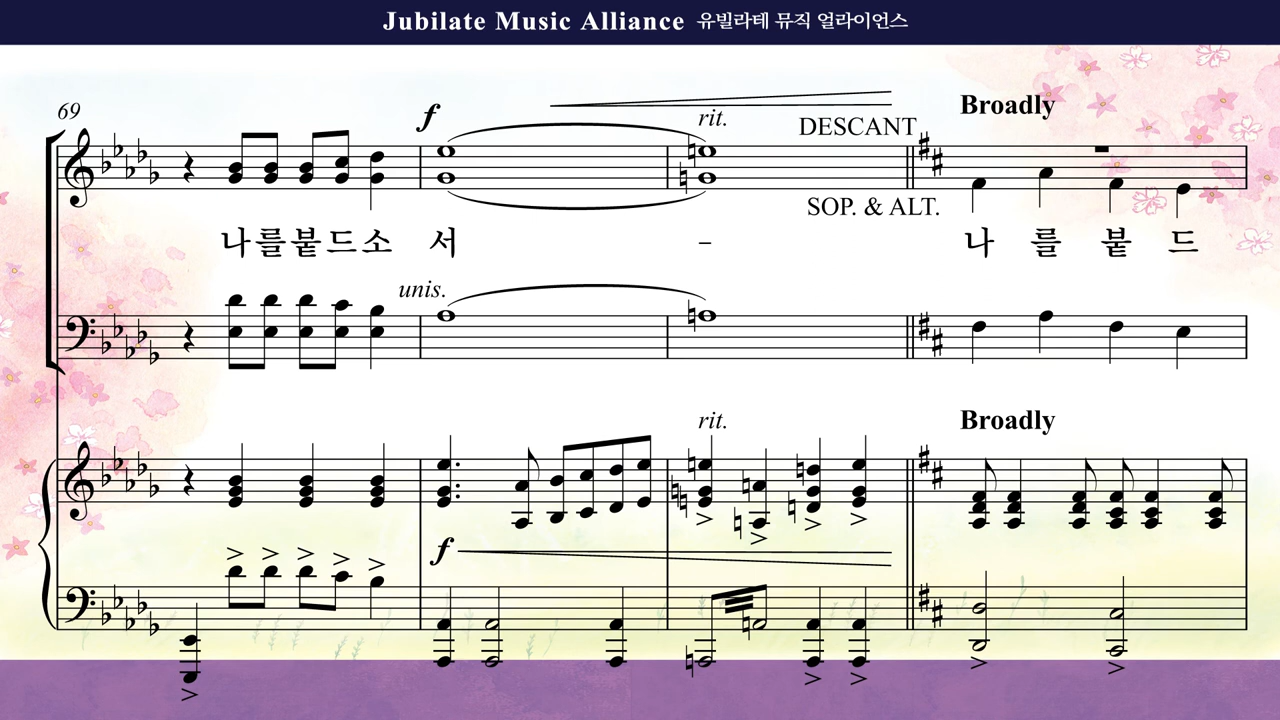 Jubilate Music Alliance 유빌라테 뮤직 얼라이언스
69
f
rit.
DESCANT
Broadly
SOP. & ALT.
나를붙드소 서 - 나 를 붙 드
unis.
rit.
Broadly
f